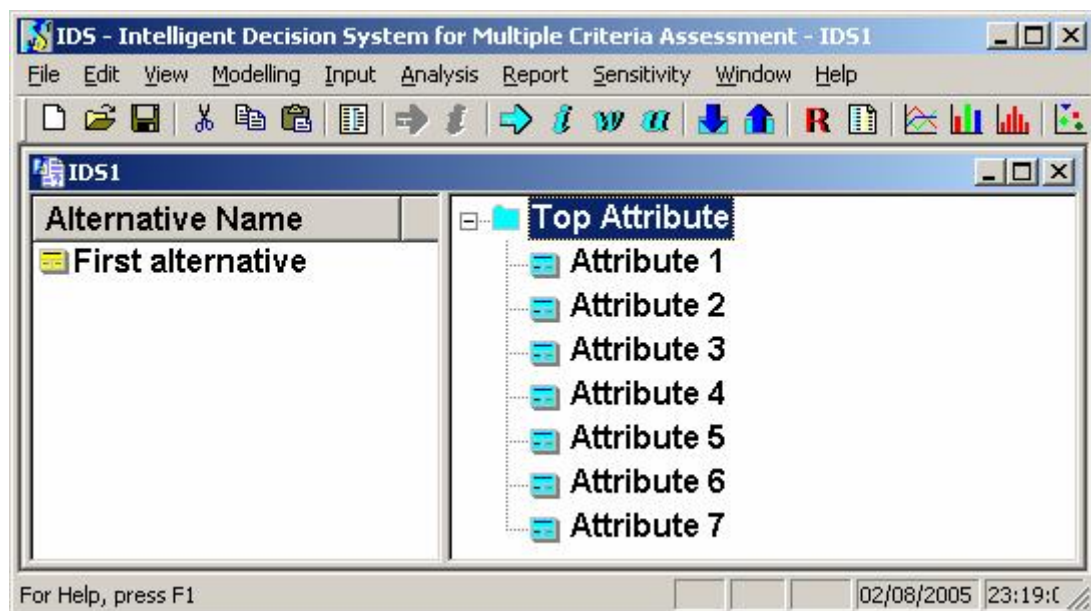 IDS - Intelligent Decision System for Multiple Criteria Assessment - IDS1
File Edit View Modelling Input Analysis Report Sensitivity Window Help
i i w u R
IDS1
Alternative Name
First alternative
Top Attribute
Attribute 1
Attribute 2
Attribute 3
Attribute 4
Attribute 5
Attribute 6
Attribute 7
For Help, press F1
02/08/2005